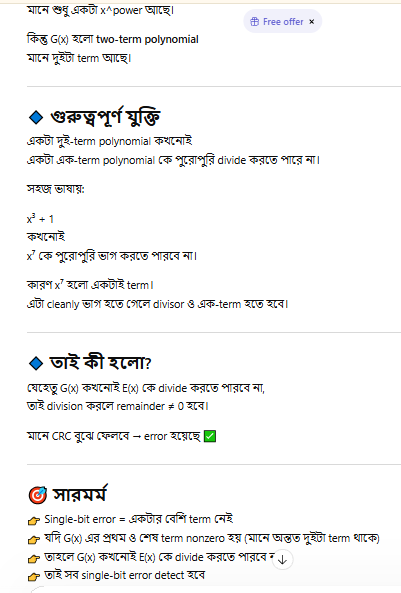 মানে শুধু একটা x^power আছে।
Free offer ×
কিন্তু G(x) হলো two-term polynomial
মানে দুইটা term আছে।
গুরুত্বপূর্ণ যুক্তি
একটা দুই-term polynomial কখনোই
একটা এক-term polynomial কে পুরোপুরি divide করতে পারে না।
সহজ ভাষায়:
x³ + 1
কখনোই
x⁷ কে পুরোপুরি ভাগ করতে পারবে না।
কারণ x⁷ হলো একটাই term।
এটা cleanly ভাগ হতে গেলে divisor ও এক-term হতে হবে।
তাই কী হলো?
যেহেতু G(x) কখনোই E(x) কে divide করতে পারবে না,
তাই division করলে remainder ≠ 0 হবে।
মানে CRC বুঝে ফেলবে → error হয়েছে ✅
🎯 সারমর্ম
👉 Single-bit error = একটার বেশি term নেই
👉 যদি G(x) এর প্রথম ও শেষ term nonzero হয় (মানে অন্তত দুইটা term থাকে)
👉 তাহলে G(x) কখনোই E(x) কে divide করতে পারবে
👉 তাই সব single-bit error detect হবে